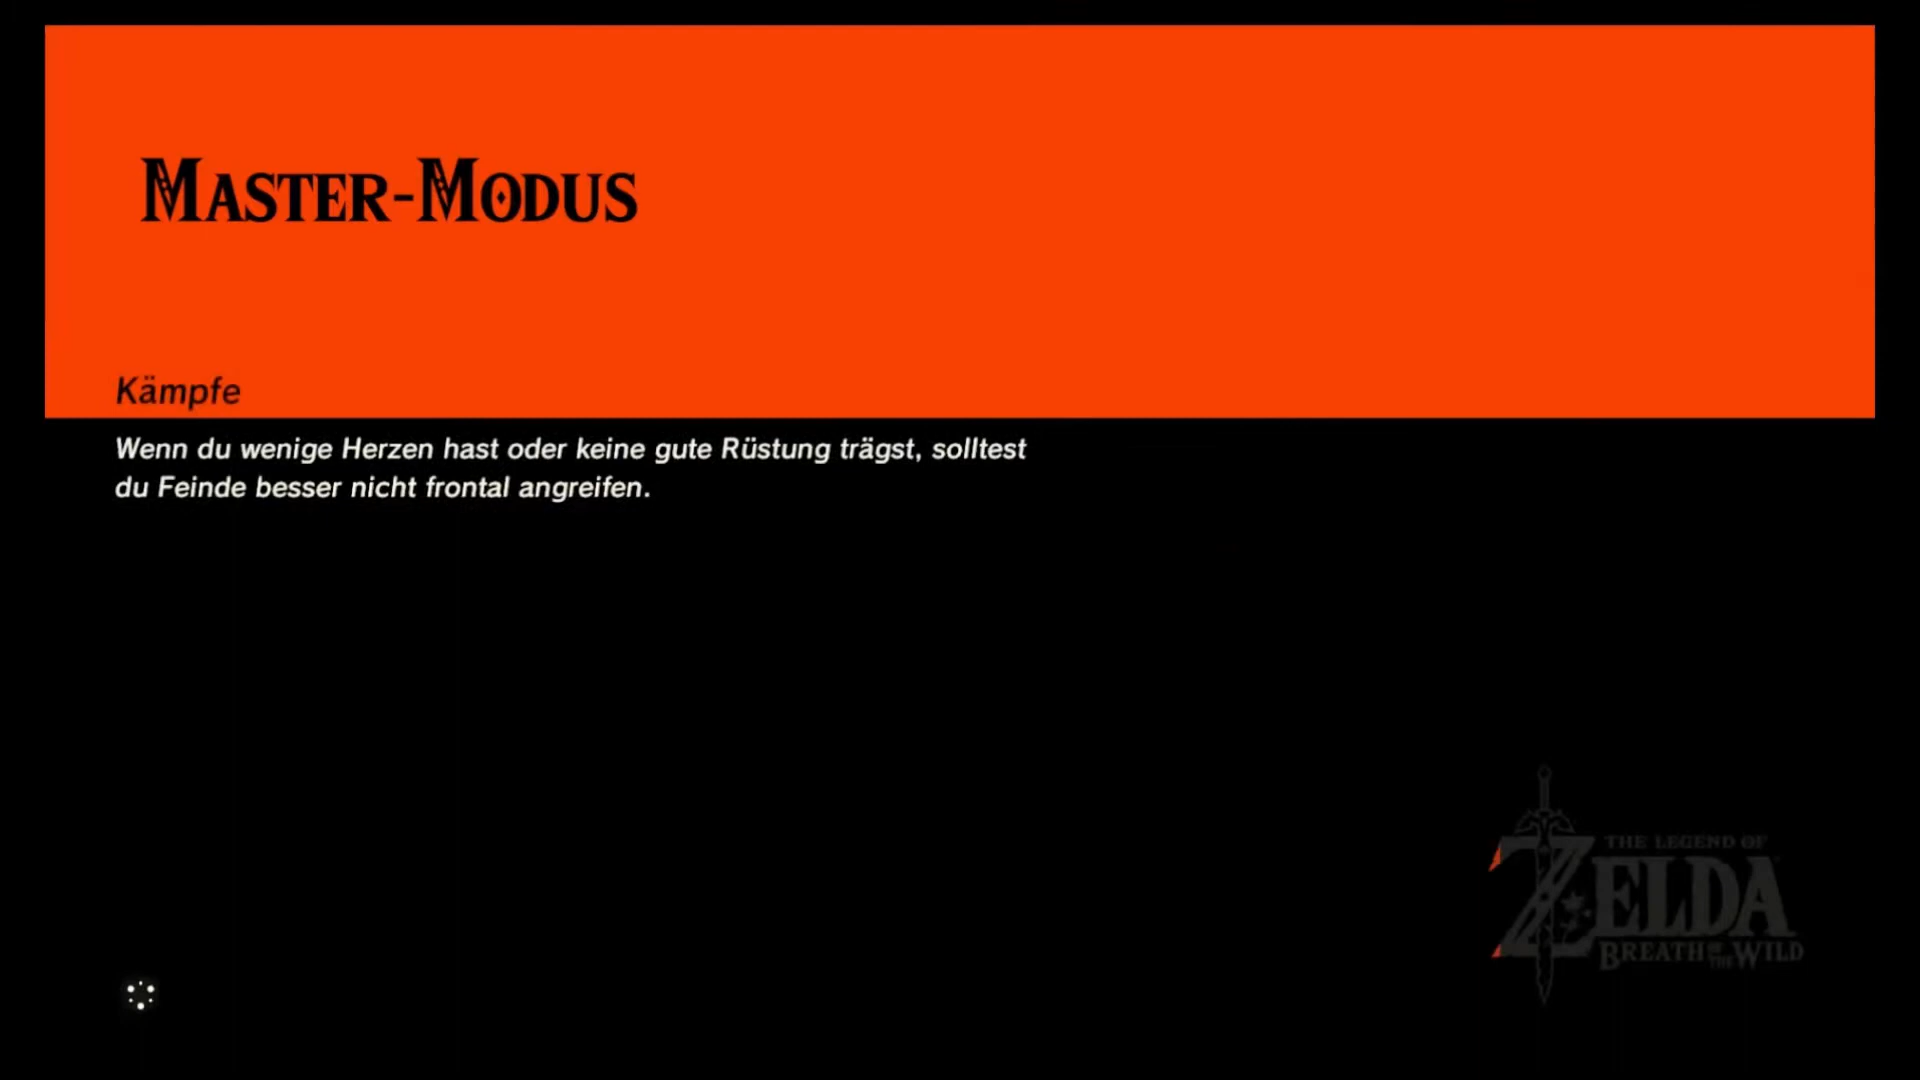 MASTER-MODUS
Kämpfe
Wenn du wenige Herzen hast oder keine gute Rüstung trägst, solltest
du Feinde besser nicht frontal angreifen.
THE LEGEND OF
ZELDA
BREATH OF THE WILD